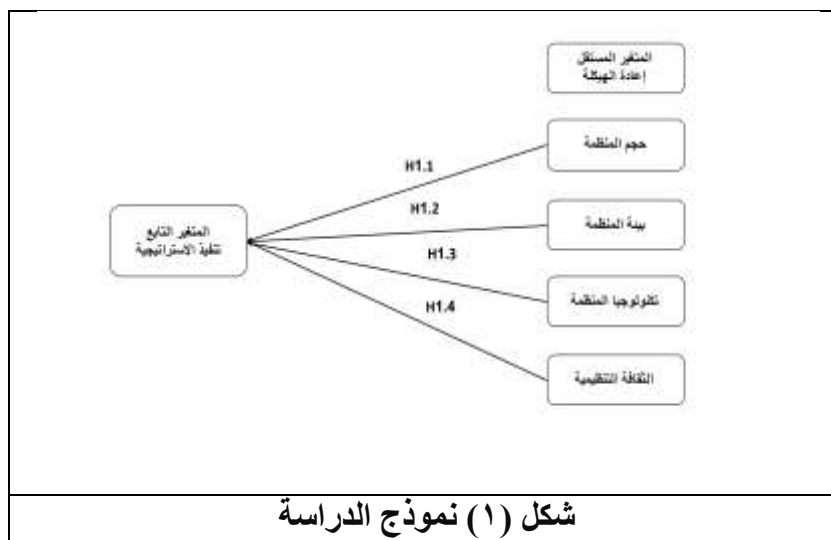 المتغير المستقل
إعادة الهيكلة
حجم المنظمة
H1.1
H1.2
بيئة المنظمة
المتغير التابع
تنفيذ الاستراتيجية
H1.3
تكنولوجيا المنظمة
H1.4
الثقافة التنظيمية
شكل (١) نموذج الدراسة